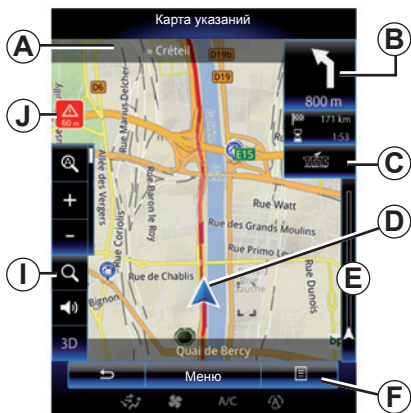 Карта указаний
A
» Créteil
D19b
B
D6
D19
800 m
J
60 m
Rue Marius Delcher
171 km
1:53
E15
TMC
C
Allée des Vergers
Rue Baron le Roy
Rue Watt
D
Rue des Grands Moulins
Rue Coriolis
Rue Primo Le
I
Rue de Chablis
E
Rue Dunois
Bignon
Gauche
3D
Quai de Bercy
Меню
F
A/C